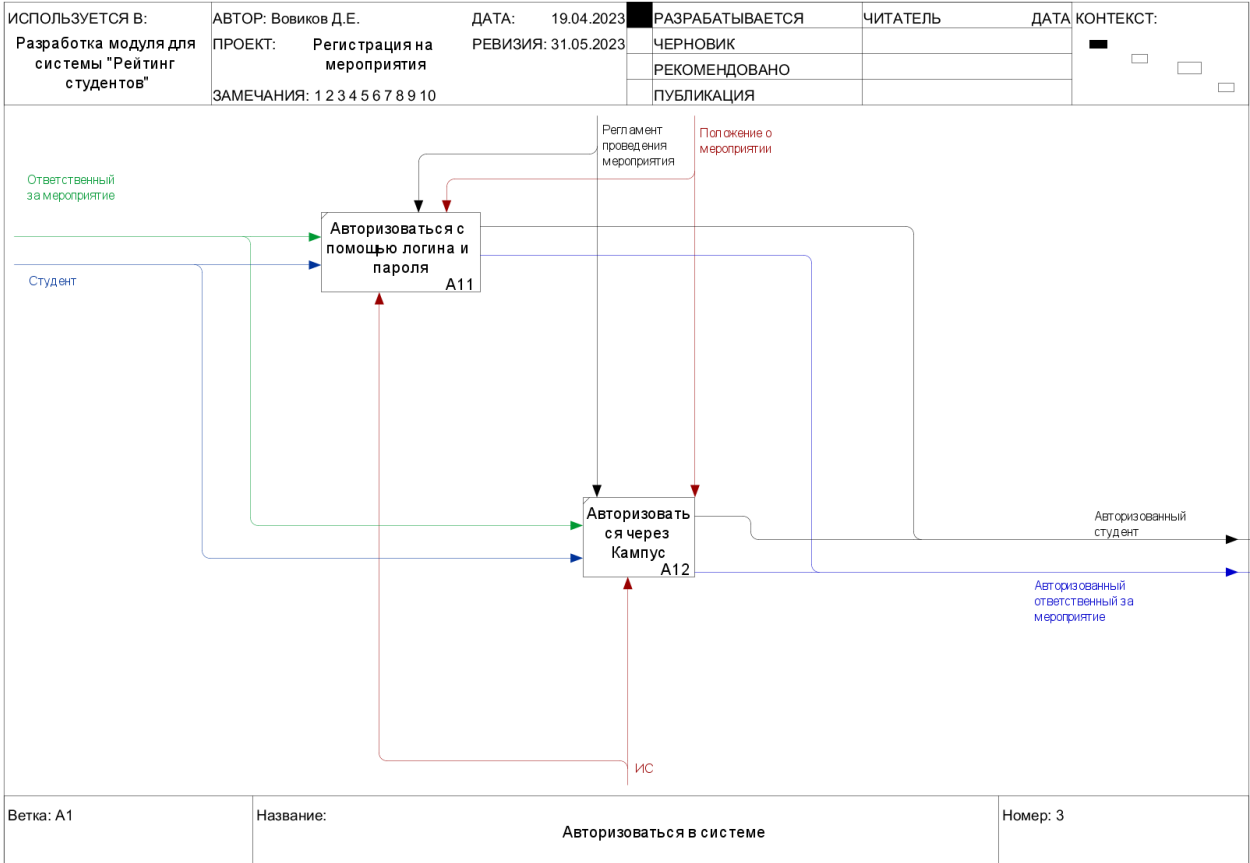 ИСПОЛЬЗУЕТСЯ В:
Разработка модуля для
системы "Рейтинг
студентов"
АВТОР: Вовиков Д.Е.
ДАТА: 19.04.2023
ПРОЕКТ: Регистрация на
мероприятия
РЕВИЗИЯ: 31.05.2023
ЗАМЕЧАНИЯ: 1 2 3 4 5 6 7 8 9 10
РАЗРАБАТЫВАЕТСЯ
ЧЕРНОВИК
РЕКОМЕНДОВАНО
ПУБЛИКАЦИЯ
ЧИТАТЕЛЬ
ДАТА
КОНТЕКСТ:
Регламент
проведения
мероприятия
Положение о
мероприятии
Ответственный
за мероприятие
Студент
Авторизоваться с
помощью логина и
пароля
A11
Авторизовать
ся через
Кампус
A12
Авторизованный
студент
Авторизованный
ответственный за
мероприятие
ИС
Ветка: A1
Название:
Авторизоваться в системе
Номер: 3